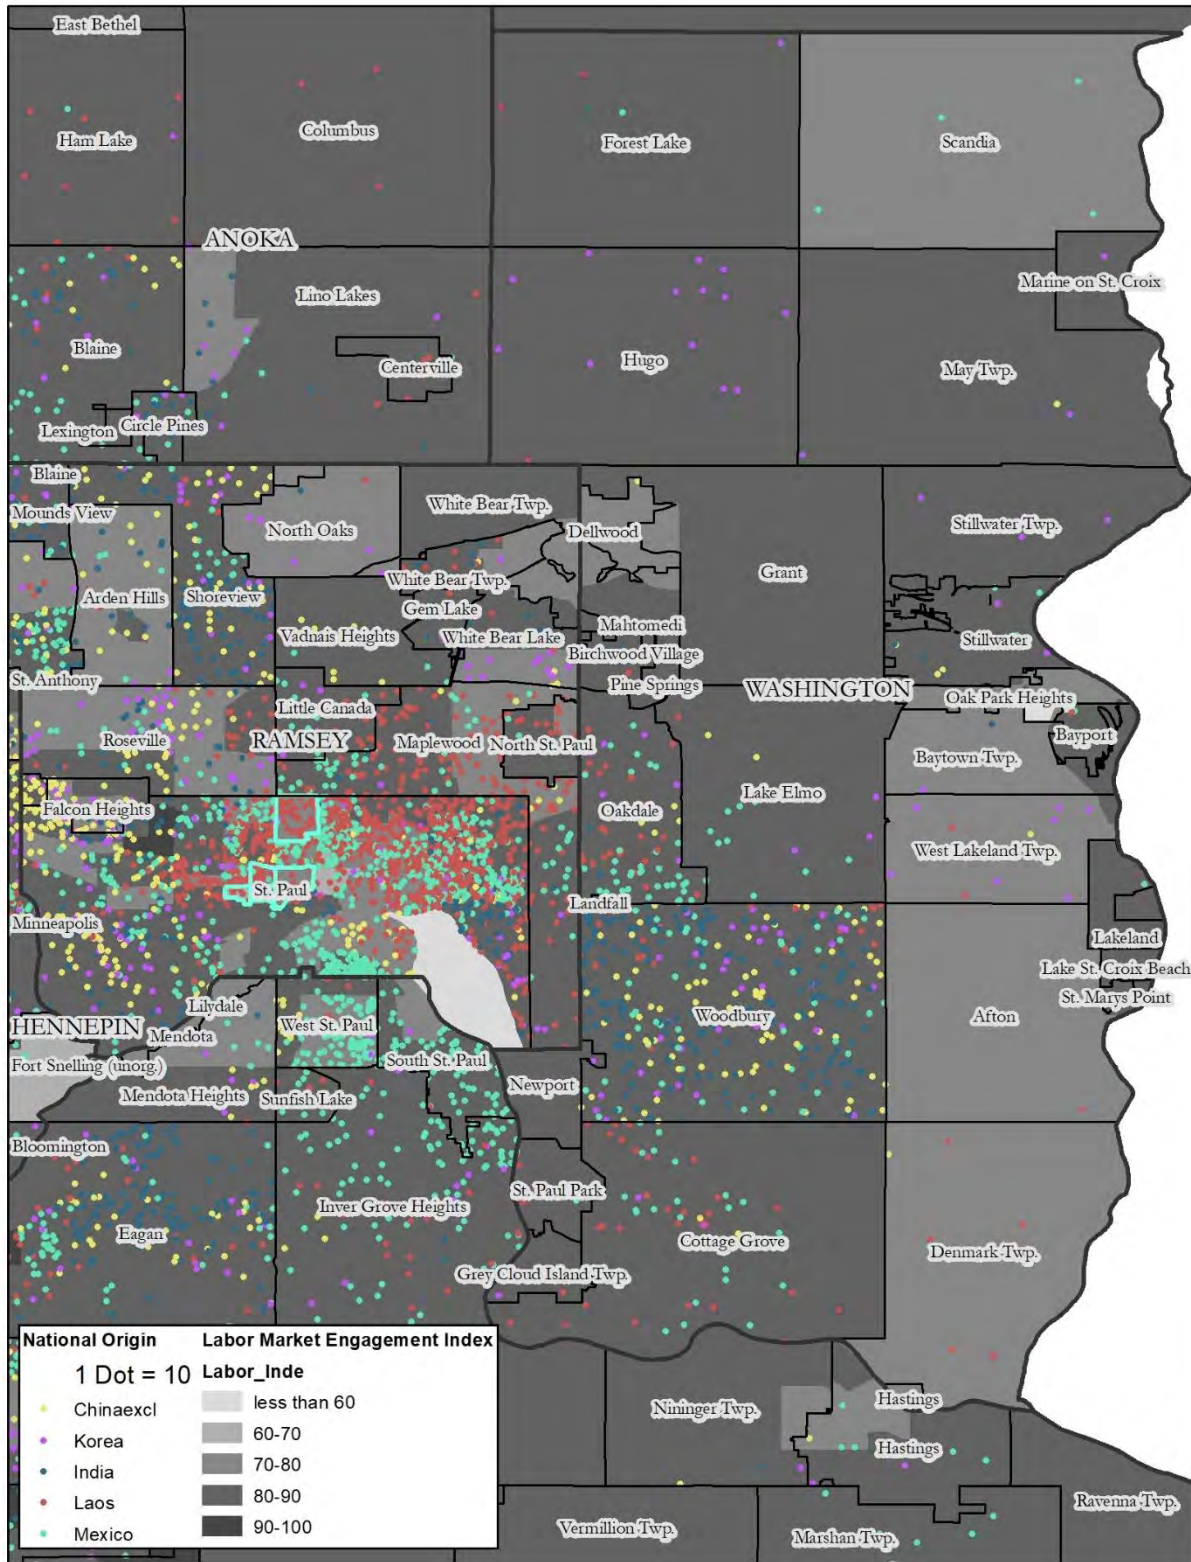 East Bethel
Ham Lake
Columbus
Forest Lake
Scandia
ANOKA
Marine on St. Croix
Lino Lakes
Blaine
Centerville
Hugo
May Twp.
Lexington
Circle Pines
Blaine
Mounds View
North Oaks
White Bear Twp.
Dellwood
Stillwater Twp.
Grant
Arden Hills
Shoreview
White Bear Twp.
Gem Lake
Vadnais Heights
White Bear Lake
Mahtomedi
Stillwater
Birchwood Village
St. Anthony
Pine Springs
WASHINGTON
Oak Park Heights
Little Canada
Roseville
RAMSEY
Maplewood
North St. Paul
Bayport
Baytown Twp.
Falcon Heights
Oakdale
Lake Elmo
West Lakeland Twp.
St. Paul
Landfall
Minneapolis
Lakeland
Lake St. Croix Beach
St. Marys Point
Lilydale
Woodbury
Afton
HENNEPIN
Mendota
West St. Paul
South St. Paul
Fort Snelling (unorg.)
Mendota Heights
Sunfish Lake
Newport
Bloomington
St. Paul Park
Inver Grove Heights
Eagan
Cottage Grove
Denmark Twp.
Grey Cloud Island Twp.
Hastings
Nininger Twp.
Hastings
Ravenna Twp.
Vermillion Twp.
Marshan Twp.
National Origin
1 Dot = 10
Chinaexcl
Korea
India
Laos
Mexico
Labor Market Engagement Index
Labor_Inde
less than 60
60-70
70-80
80-90
90-100